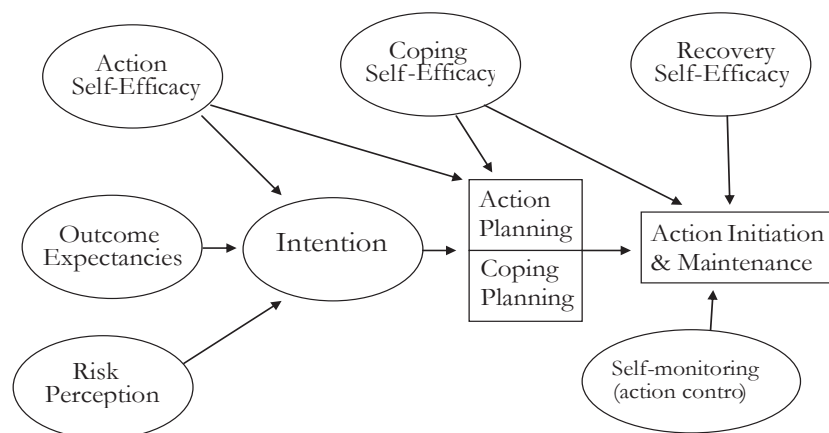 Action
Self-Efficacy
Coping
Self-Efficacy
Recovery
Self-Efficacy
Outcome
Expectancies
Intention
Action
Planning
Coping
Planning
Action Initiation
& Maintenance
Risk
Perception
Self-monitoring
(action contro)